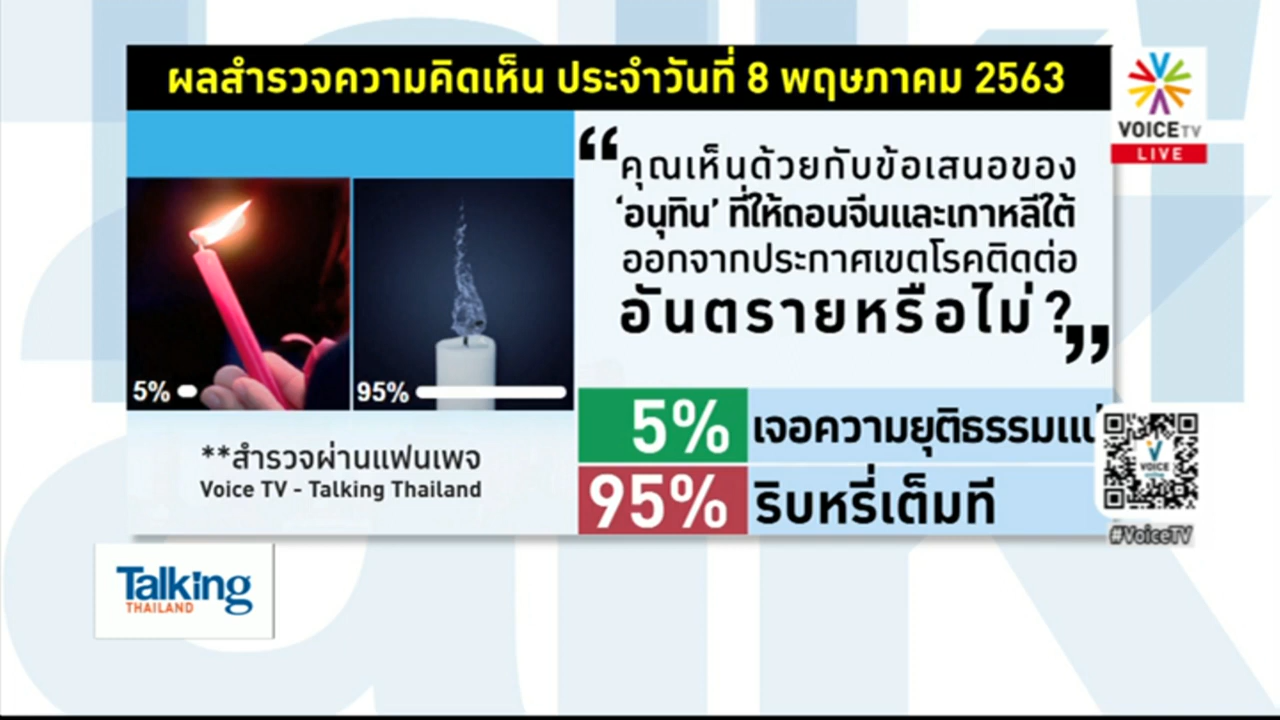 ผลสำรวจความคิดเห็น ประจำวันที่ 8 พฤษภาคม 2563
VOICE TV
LIVE
“คุณเห็นด้วยกับข้อเสนอของ
‘อนุทิน’ ที่ให้ถอนจีนและเกาหลีใต้
ออกจากประกาศเขตโรคติดต่อ
อันตรายหรือไม่?”
5%
95%
5% เจอความยุติธรรมแน่
95% ริบหรี่เต็มที
**สำรวจผ่านแฟนเพจ
Voice TV - Talking Thailand
VOICE
#VoiceTV
Talking
THAILAND